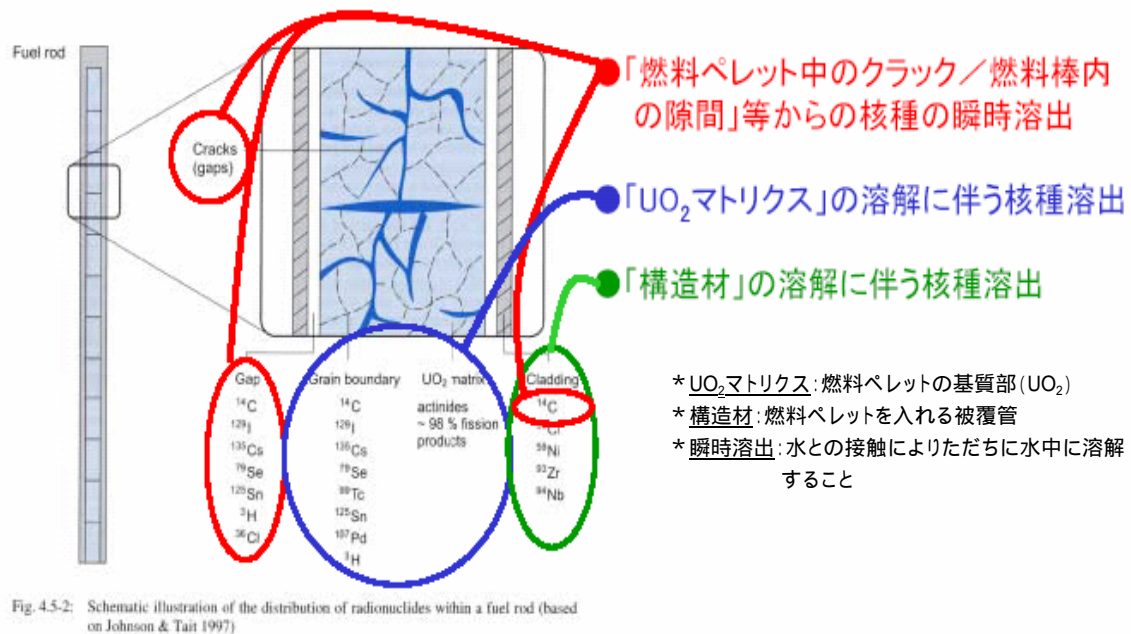 Fuel rod
Cracks
(gaps)
●「燃料ペレット中のクラック／燃料棒内
の隙間」等からの核種の瞬時溶出
●「UO₂マトリクス」の溶解に伴う核種溶出
●「構造材」の溶解に伴う核種溶出
Gap
¹⁴C
¹²⁹I
¹³⁵Cs
⁷⁹Se
¹²⁶Sn
³H
³⁶Cl
Grain boundary
¹⁴C
¹²⁹I
¹³⁵Cs
⁷⁹Se
⁹⁹Tc
¹²⁶Sn
¹⁰⁷Pd
³H
UO₂ matrix
actinides
~ 98 % fission
products
Cladding
¹⁴C
⁵⁹Ni
⁹³Zr
⁹⁴Nb
*UO₂マトリクス:燃料ペレットの基質部(UO₂)
*構造材:燃料ペレットを入れる被覆管
*瞬時溶出:水との接触によりただちに水中に溶解
すること
Fig. 4.5-2: Schematic illustration of the distribution of radionuclides within a fuel rod (based
on Johnson & Tait 1997)